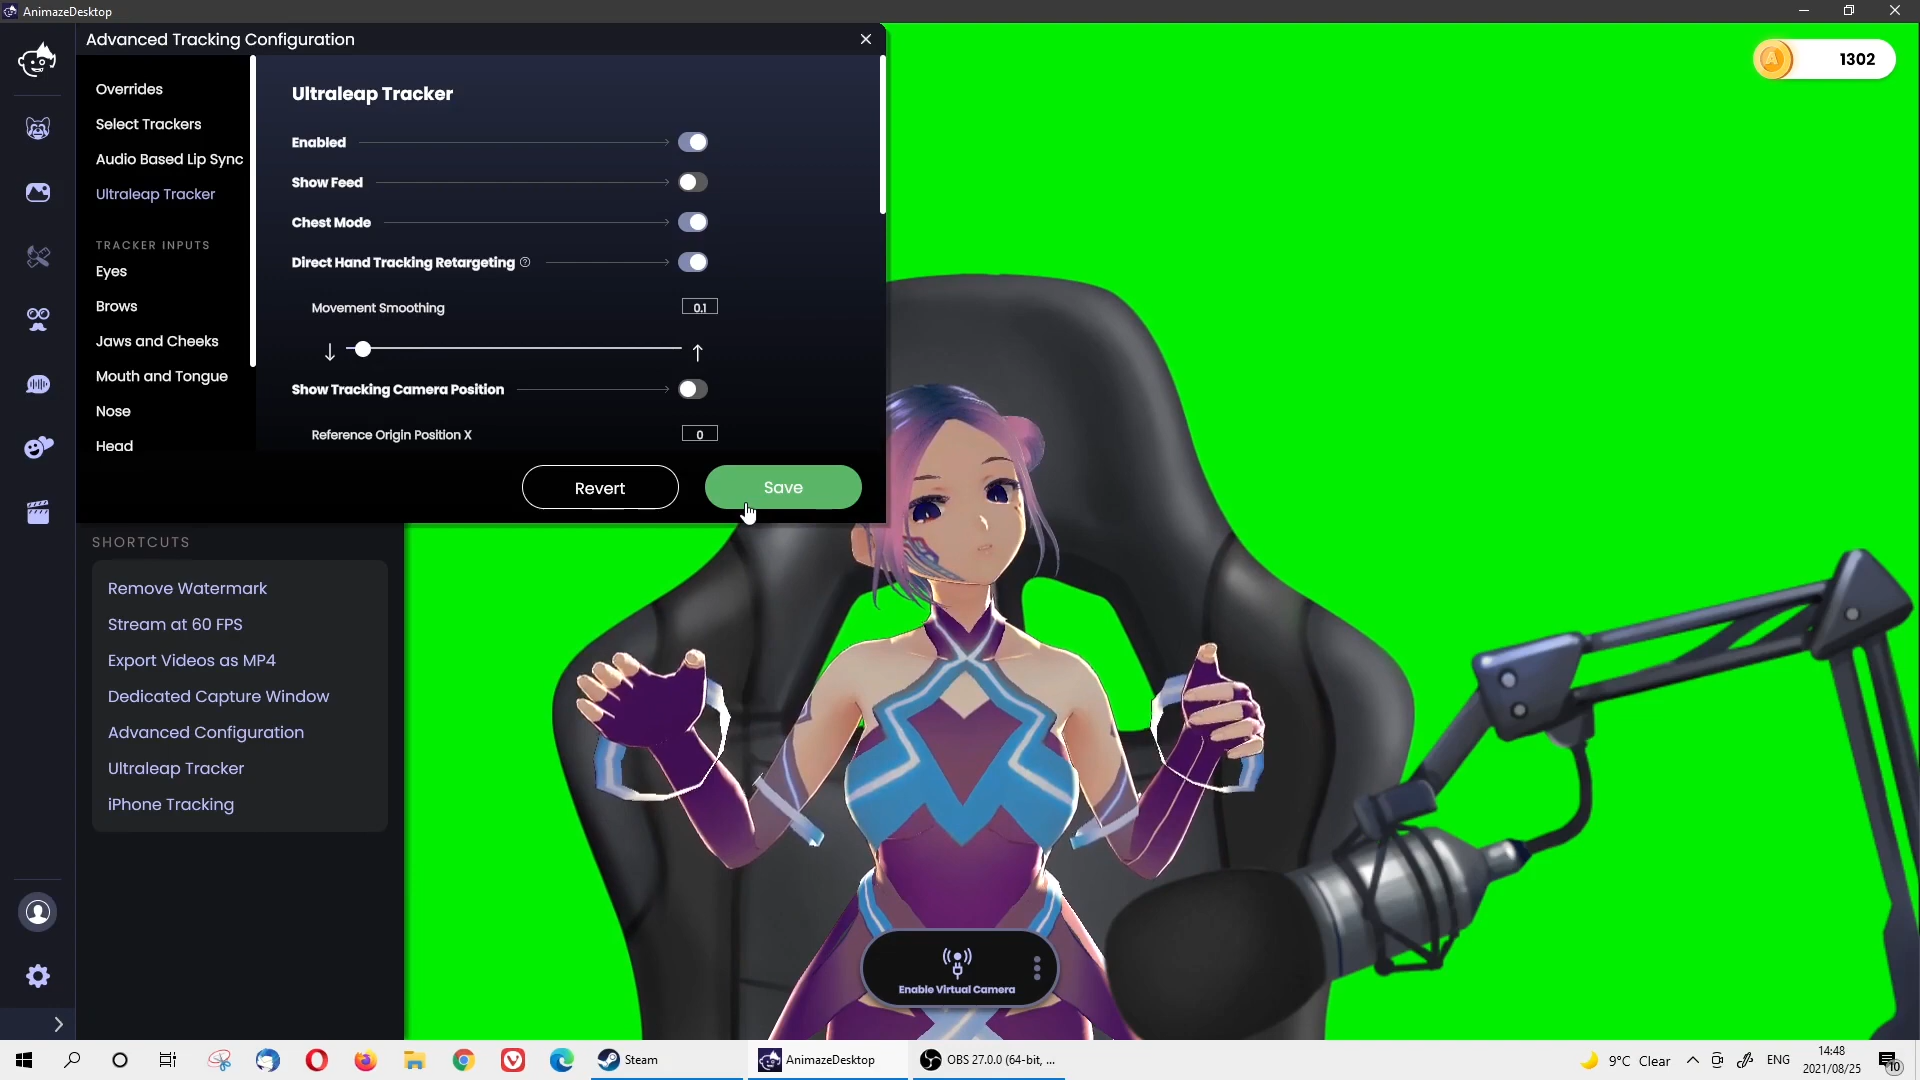 AnimazeDesktop
Advanced Tracking Configuration
1302
Overrides
Select Trackers
Audio Based Lip Sync
Ultraleap Tracker
TRACKER INPUTS
Eyes
Brows
Jaws and Cheeks
Mouth and Tongue
Nose
Head
Ultraleap Tracker
Enabled
Show Feed
Chest Mode
Direct Hand Tracking Retargeting ?
Movement Smoothing 0.1
Show Tracking Camera Position
Reference Origin Position X 0
Revert
Save
SHORTCUTS
Remove Watermark
Stream at 60 FPS
Export Videos as MP4
Dedicated Capture Window
Advanced Configuration
Ultraleap Tracker
iPhone Tracking
Enable Virtual Camera
Steam
AnimazeDesktop
OBS 27.0.0 (64-bit, ...
9°C Clear
ENG
14:48
2021/08/25
10